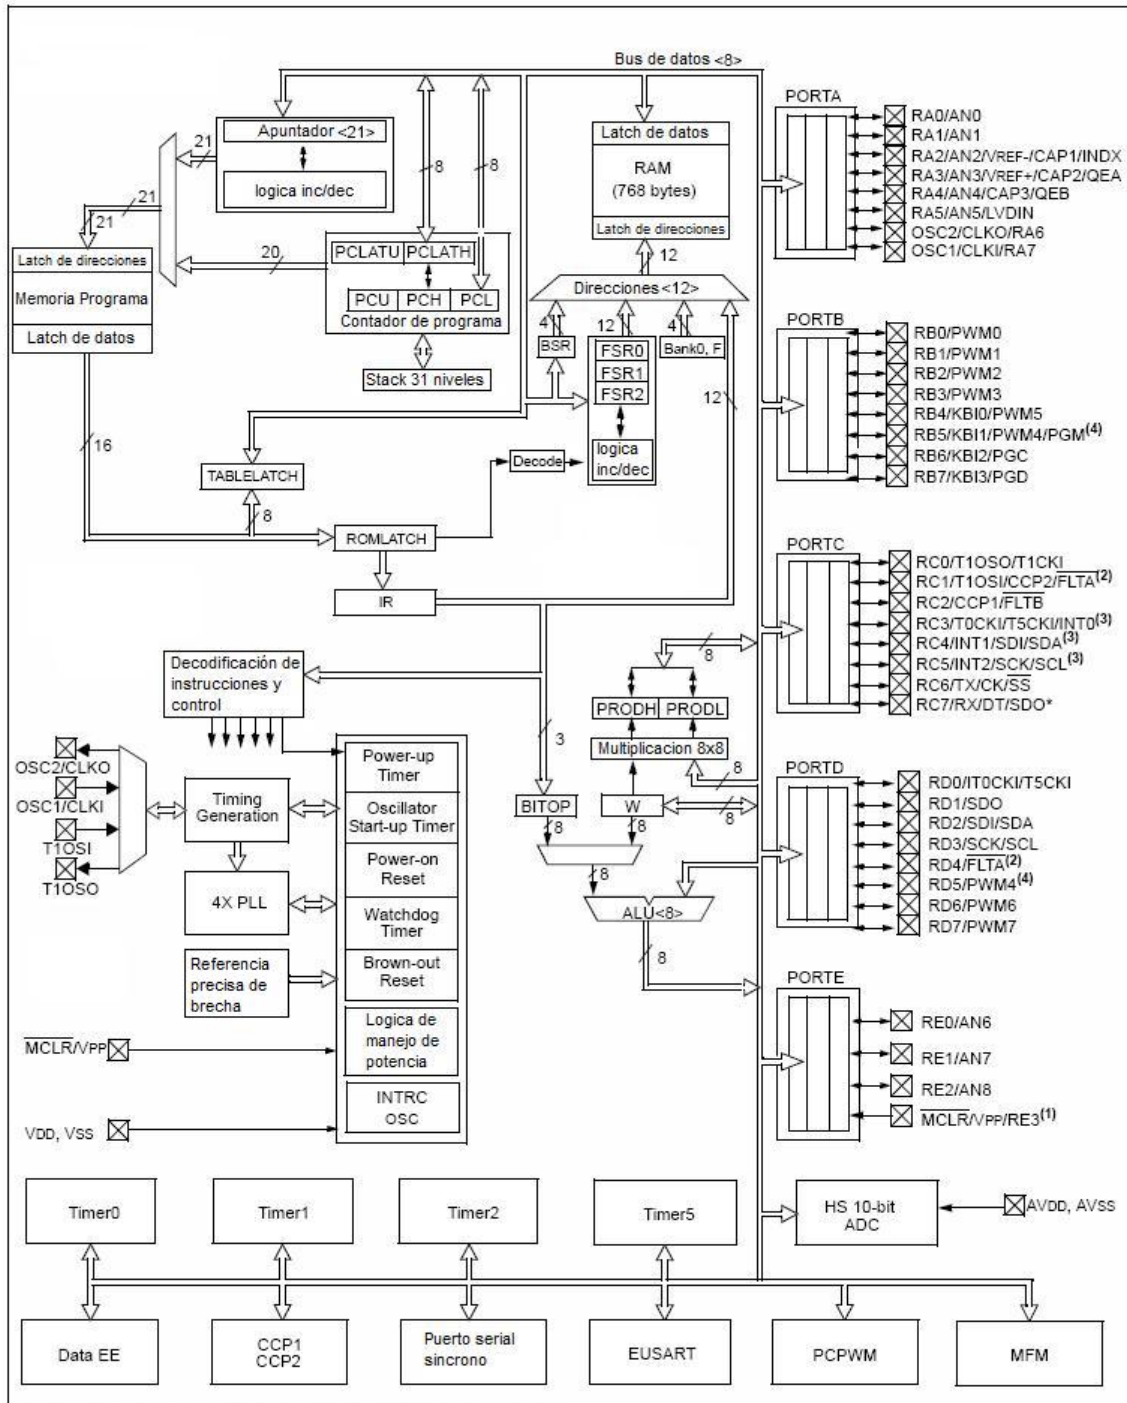 Bus de datos <8>
Apuntador <21>
logica inc/dec
21
21
21
8
8
Latch de datos
RAM
(768 bytes)
Latch de direcciones
12
PORTA
RA0/AN0
RA1/AN1
RA2/AN2/VREF-/CAP1/INDX
RA3/AN3/VREF+/CAP2/QEA
RA4/AN4/CAP3/QEB
RA5/AN5/LVDIN
OSC2/CLKO/RA6
OSC1/CLKI/RA7
Latch de direcciones
Memoria Programa
Latch de datos
20
PCLATU PCLATH
PCU PCH PCL
Contador de programa
Stack 31 niveles
Direcciones <12>
4
12
4
BSR
FSR0
FSR1
FSR2
Bank0, F
12
logica
inc/dec
Decode
PORTB
RB0/PWM0
RB1/PWM1
RB2/PWM2
RB3/PWM3
RB4/KBI0/PWM5
RB5/KBI1/PWM4/PGM(4)
RB6/KBI2/PGC
RB7/KBI3/PGD
16
TABLELATCH
8
ROMLATCH
IR
PORTC
RC0/T1OSO/T1CKI
RC1/T1OSI/CCP2/FLTA(2)
RC2/CCP1/FLTB
RC3/T0CKI/T5CKI/INT0(3)
RC4/INT1/SDI/SDA(3)
RC5/INT2/SCK/SCL(3)
RC6/TX/CK/SS
RC7/RX/DT/SDO*
Decodificación de
instrucciones y
control
8
PRODH PRODL
Multiplicacion 8x8
3
8
BITOP
W
8
8
8
8
ALU<8>
8
PORTD
RD0/IT0CKI/T5CKI
RD1/SDO
RD2/SDI/SDA
RD3/SCK/SCL
RD4/FLTA(2)
RD5/PWM4(4)
RD6/PWM6
RD7/PWM7
OSC2/CLKO
OSC1/CLKI
T1OSI
T1OSO
Timing
Generation
4X PLL
Referencia
precisa de
brecha
Power-up
Timer
Oscillator
Start-up Timer
Power-on
Reset
Watchdog
Timer
Brown-out
Reset
Logica de
manejo de
potencia
INTRC
OSC
MCLR/VPP
VDD, VSS
PORTE
RE0/AN6
RE1/AN7
RE2/AN8
MCLR/VPP/RE3(1)
Timer0
Timer1
Timer2
Timer5
HS 10-bit
ADC
AVDD, AVSS
Data EE
CCP1
CCP2
Puerto serial
sincrono
EUSART
PCPWM
MFM